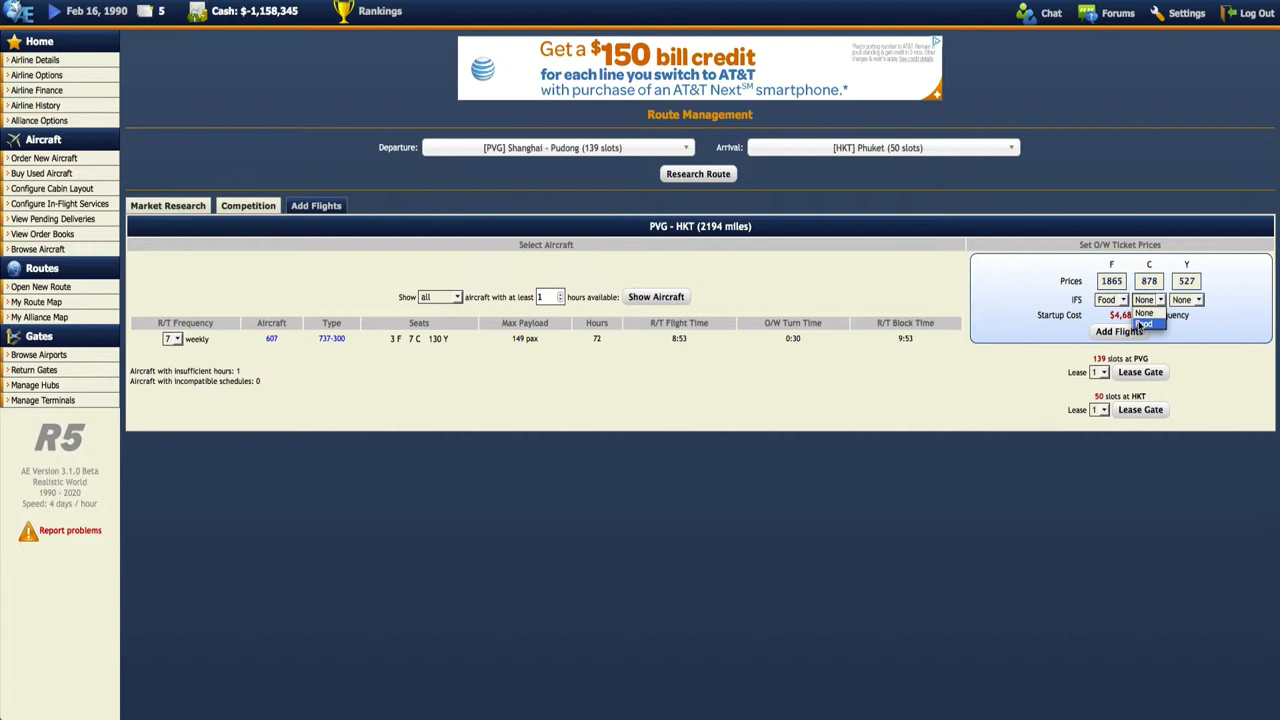 AE Feb 16, 1990 5 Cash: $-1,158,345 Rankings Chat Forums Settings Log Out
Home
Airline Details
Airline Options
Airline Finance
Airline History
Alliance Options
Aircraft
Order New Aircraft
Buy Used Aircraft
Configure Cabin Layout
Configure In-Flight Services
View Pending Deliveries
View Order Books
Browse Aircraft
Routes
Open New Route
My Route Map
My Alliance Map
Gates
Browse Airports
Return Gates
Manage Hubs
Manage Terminals
R5
AE Version 3.1.0 Beta
Realistic World
1990 - 2020
Speed: 4 days / hour
Report problems
Get a $150 bill credit
for each line you switch to AT&T
with purchase of an AT&T Next℠ smartphone.*
AT&T
Route Management
Departure: [PVG] Shanghai - Pudong (139 slots) Arrival: [HKT] Phuket (50 slots)
Research Route
Market Research Competition Add Flights
PVG - HKT (2194 miles)
Select Aircraft
Show all aircraft with at least 1 hours available: Show Aircraft
R/T Frequency Aircraft Type Seats Max Payload Hours R/T Flight Time O/W Turn Time R/T Block Time
7 weekly 607 737-300 3 F 7 C 130 Y 149 pax 72 8:53 0:30 9:53
Aircraft with insufficient hours: 1
Aircraft with incompatible schedules: 0
Set O/W Ticket Prices
F C Y
Prices 1865 878 527
IFS Food None None
None
Startup Cost $4,68
Add Flights
139 slots at PVG
Lease 1 Lease Gate
50 slots at HKT
Lease 1 Lease Gate